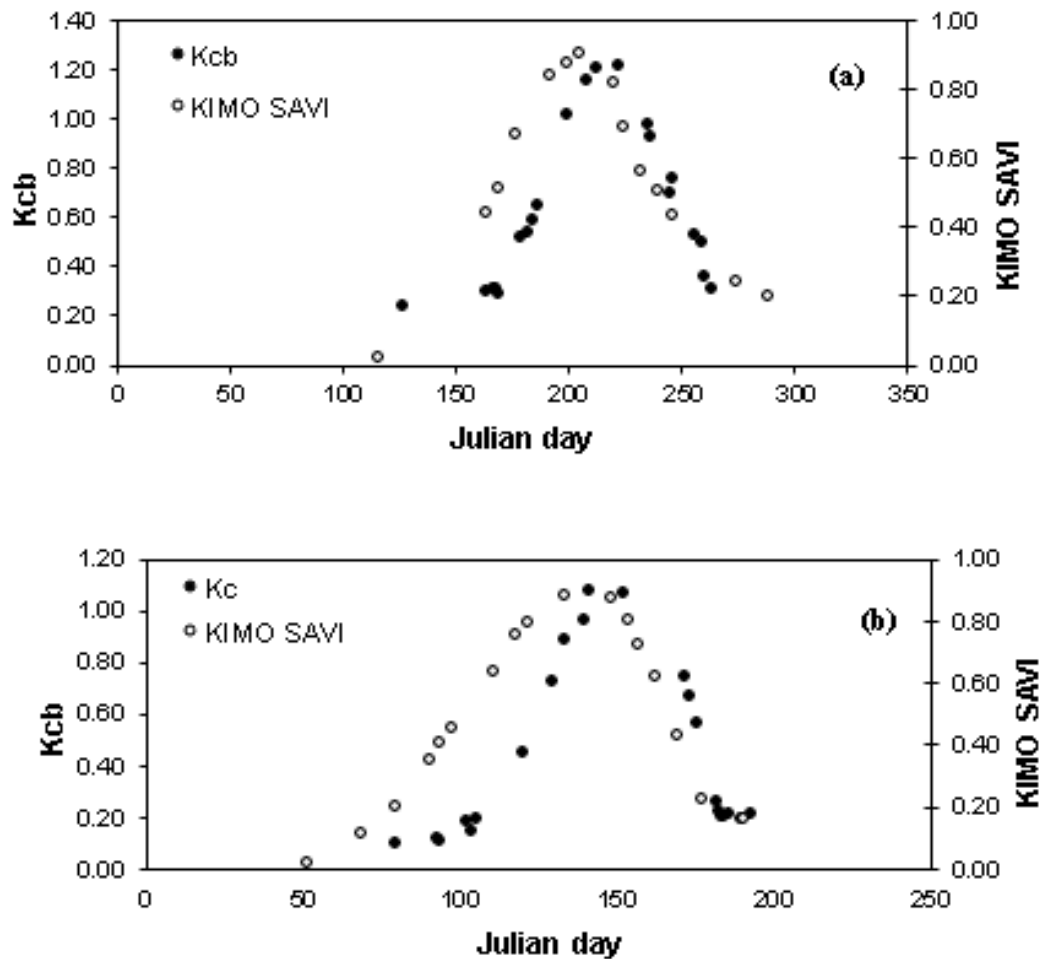 1.40 1.00
1.20 Kcb (a)
0.80
1.00 KIMO SAVI
0.80 0.60
Kcb KIMO SAVI
0.60 0.40
0.40
0.20
0.20
0.00 0.00
0 50 100 150 200 250 300 350
Julian day
1.20 1.00
Kc
1.00 KIMO SAVI (b)
0.80
0.80
0.60
Kcb KIMO SAVI
0.60
0.40
0.40
0.20 0.20
0.00 0.00
0 50 100 150 200 250
Julian day